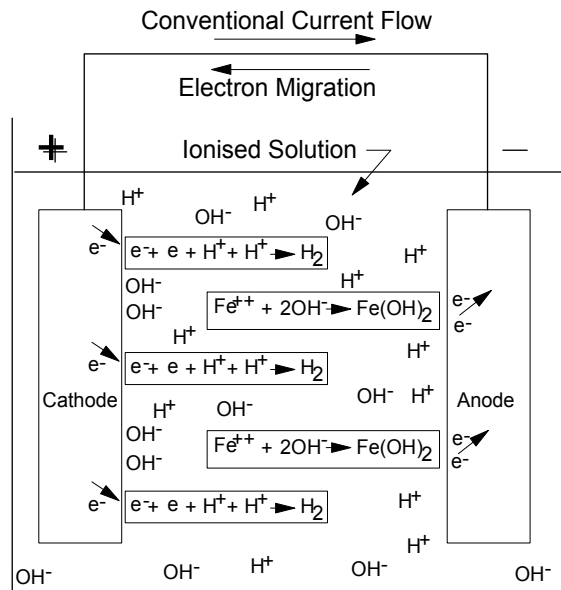 Conventional Current Flow
Electron Migration
+ Ionised Solution —
H⁺ OH⁻ H⁺ OH⁻
e⁻ e⁻ + e + H⁺ + H⁺ → H₂ H⁺
OH⁻ H⁺
OH⁻ Fe⁺⁺ + 2OH⁻ → Fe(OH)₂ e⁻ e⁻
H⁺ H⁺
e⁻ e⁻ + e + H⁺ + H⁺ → H₂
Cathode H⁺ OH⁻ OH⁻ H⁺ Anode
OH⁻
OH⁻ Fe⁺⁺ + 2OH⁻ → Fe(OH)₂ e⁻ e⁻
e⁻ e⁻ + e + H⁺ + H⁺ → H₂ H⁺
H⁺
OH⁻ OH⁻ H⁺ OH⁻ OH⁻